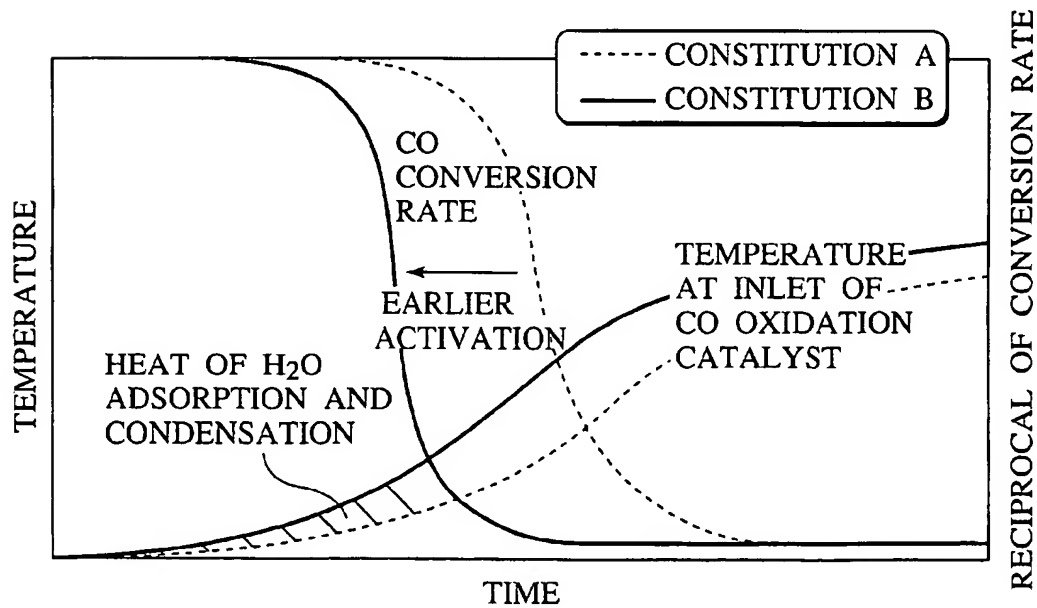 CONSTITUTION A
CONSTITUTION B
CO
CONVERSION
RATE
EARLIER
ACTIVATION
TEMPERATURE
AT INLET OF
CO OXIDATION
CATALYST
HEAT OF H₂O
ADSORPTION AND
CONDENSATION
TEMPERATURE
RECIPROCAL OF CONVERSION RATE
TIME